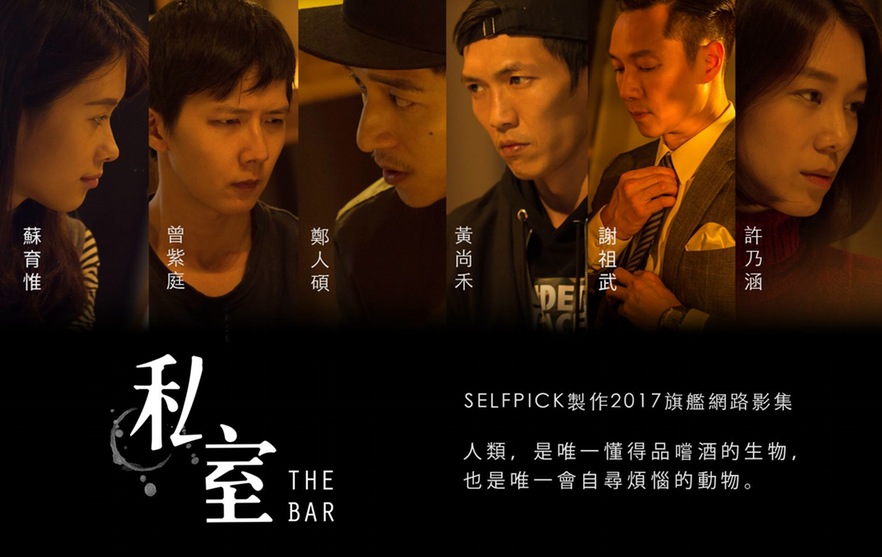 蘇育惟
曾紫庭
鄭人碩
黃尚禾
謝祖武
許乃涵
私室
THE
BAR
SELFPICK製作2017旗艦網路影集
人類，是唯一懂得品嚐酒的生物，
也是唯一會自尋煩惱的動物。